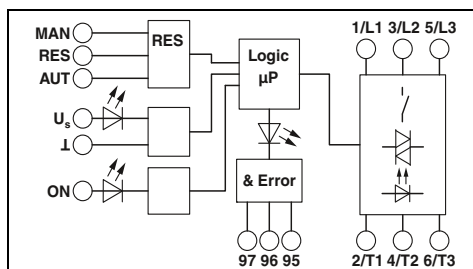 MAN
RES
AUT
RES
Us
⊥
ON
Logic
µP
& Error
97 96 95
1/L1 3/L2 5/L3
2/T1 4/T2 6/T3